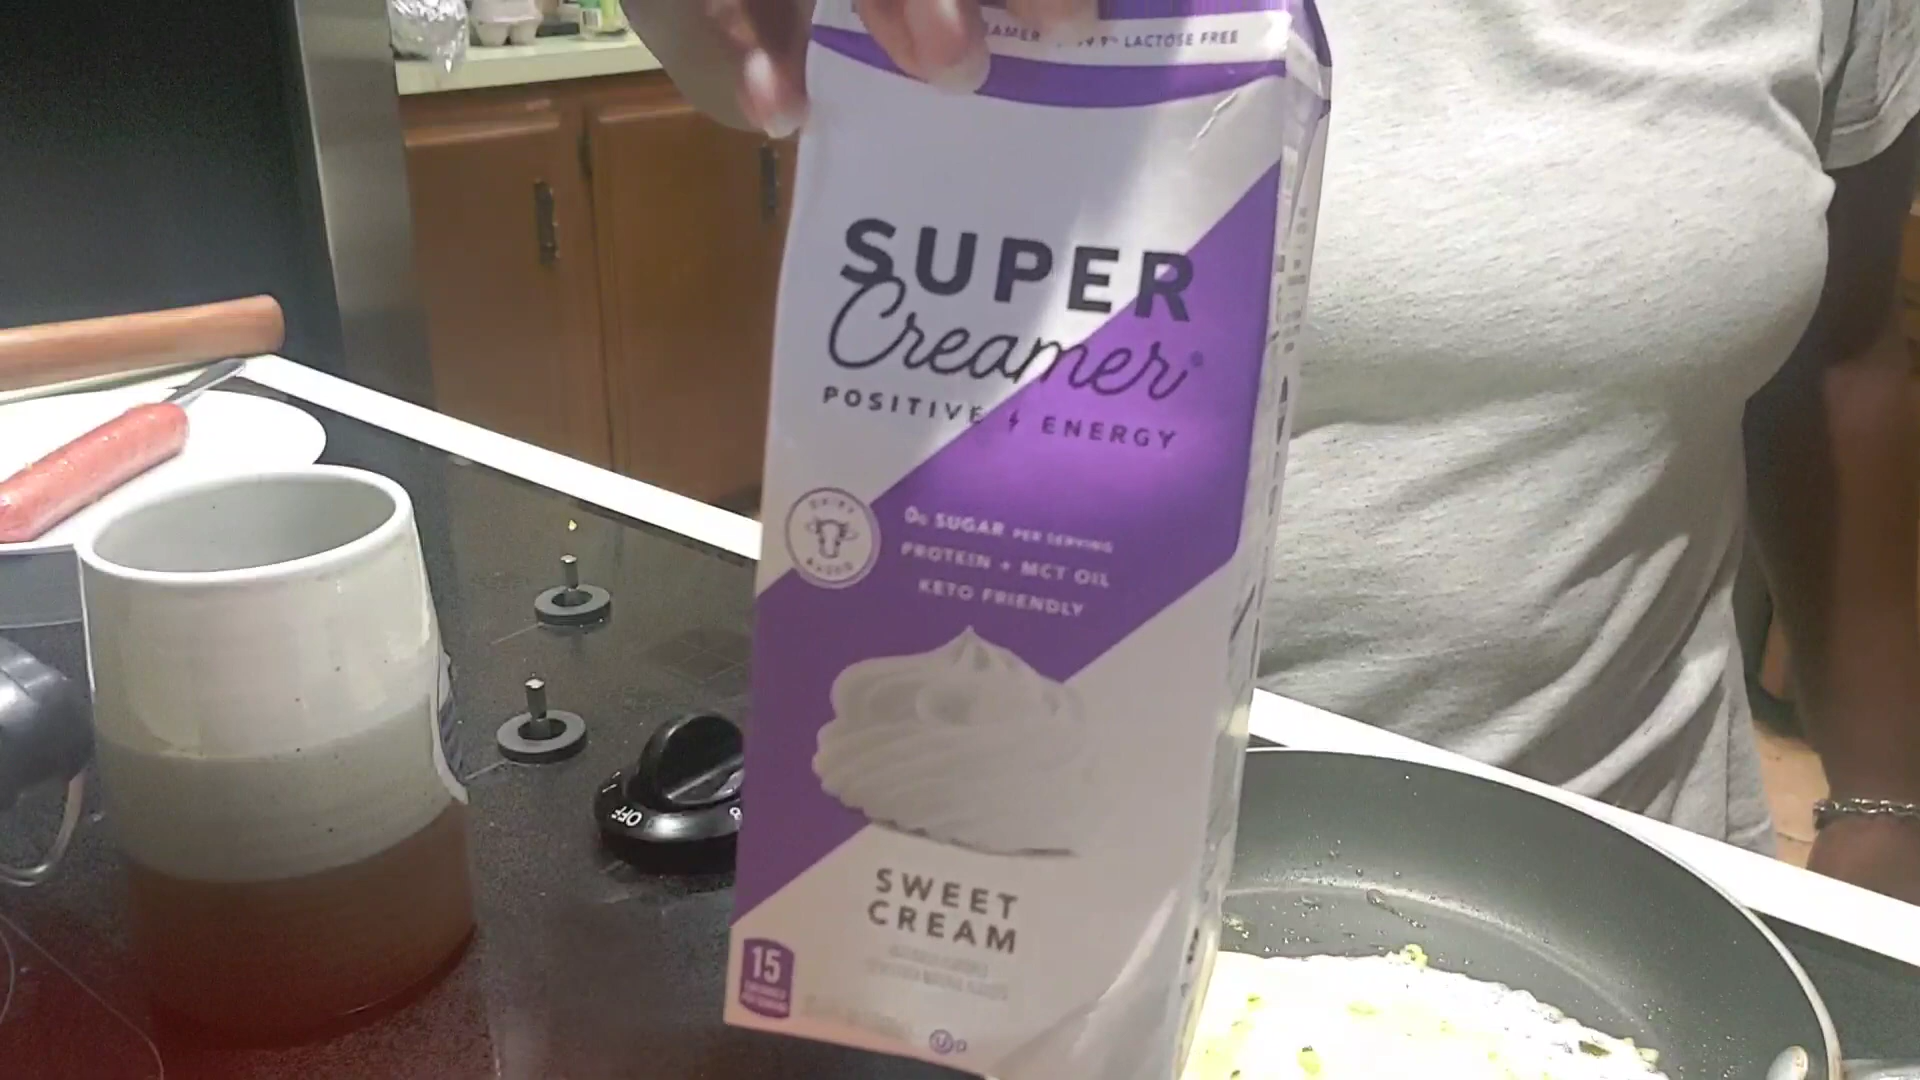 LACTOSE FREE
SUPER
Creamer
POSITIVE ENERGY
DAIRY
0g SUGAR PER SERVING
PROTEIN + MCT OIL
KETO FRIENDLY
SWEET
CREAM
15
OFF
U D